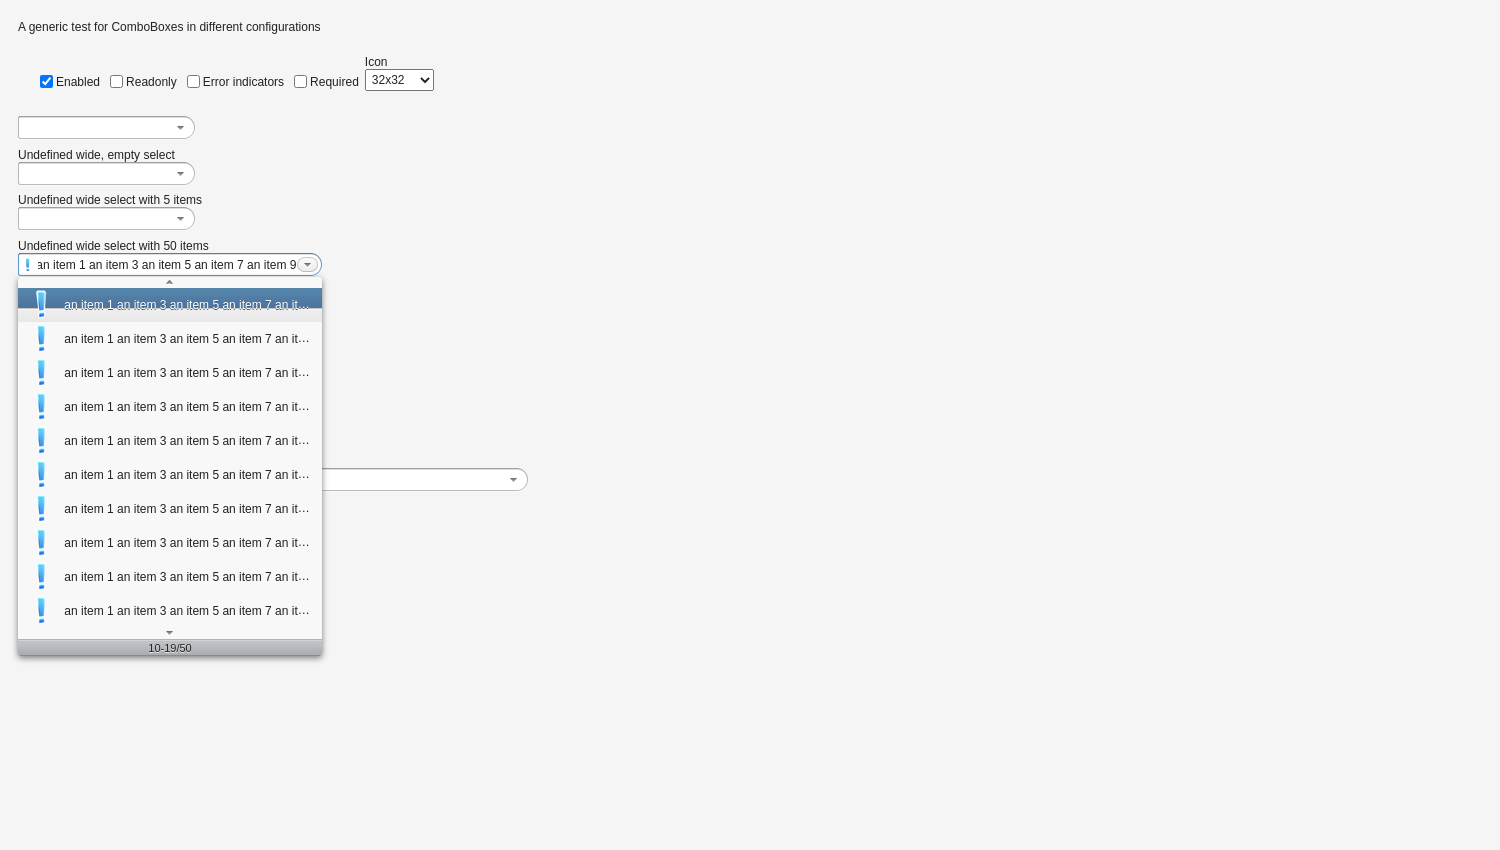 A generic test for ComboBoxes in different configurations
Icon
Enabled Readonly Error indicators Required 32x32
Undefined wide, empty select
Undefined wide select with 5 items
Undefined wide select with 50 items
an item 1 an item 3 an item 5 an item 7 an item 9
an item 1 an item 3 an item 5 an item 7 an it…
an item 1 an item 3 an item 5 an item 7 an it…
an item 1 an item 3 an item 5 an item 7 an it…
an item 1 an item 3 an item 5 an item 7 an it…
an item 1 an item 3 an item 5 an item 7 an it…
an item 1 an item 3 an item 5 an item 7 an it…
an item 1 an item 3 an item 5 an item 7 an it…
an item 1 an item 3 an item 5 an item 7 an it…
an item 1 an item 3 an item 5 an item 7 an it…
an item 1 an item 3 an item 5 an item 7 an it…
10-19/50